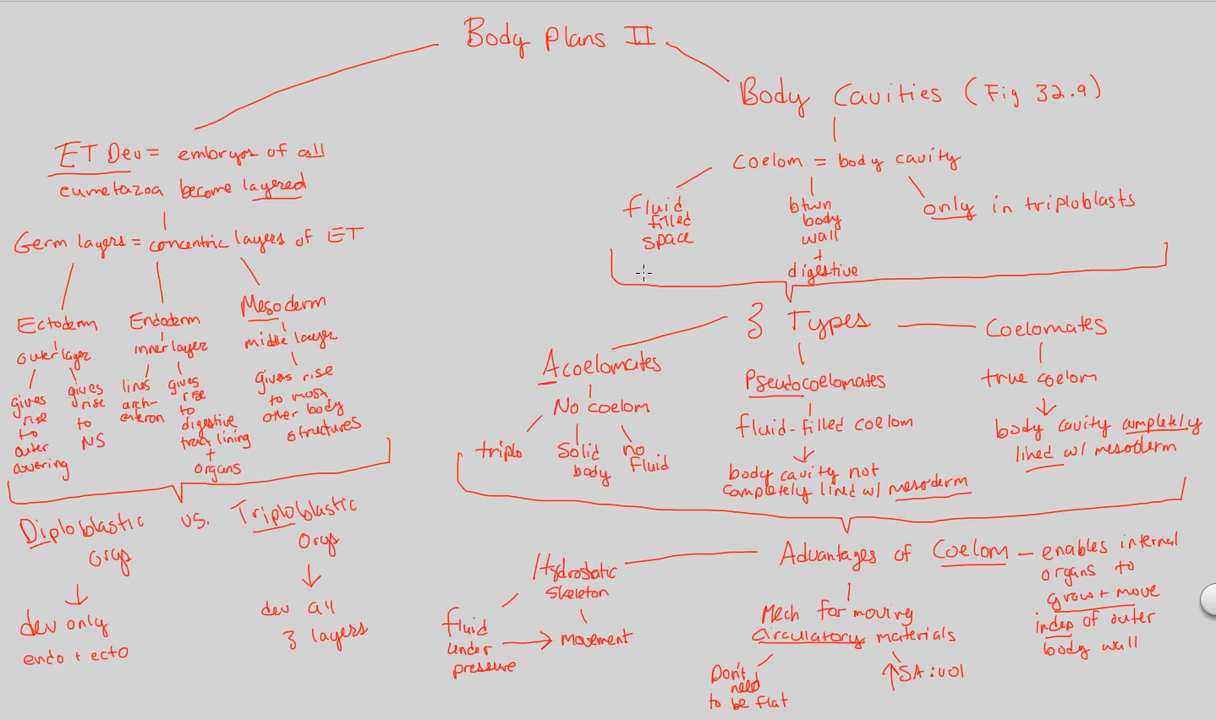 Body Plans II
ET Dev = embryos of all
eumetazoa become layered
Germ layers = concentric layers of ET
Ectoderm
outer layer
gives
rise
to
outer
covering
gives
rise
to
NS
Endoderm
inner layer
lines
arch-
enteron
gives
rise
to
digestive
tract lining
+
organs
Mesoderm
middle layer
gives rise
to most
other body
structures
Diploblastic
org
dev only
endo + ecto
vs.
Triploblastic
org
dev all
3 layers
Body Cavities (Fig 32.9)
Coelom = body cavity
fluid
filled
space
btwn
body
wall
+
digestive
only in triploblasts
3 Types
Acoelomates
No coelom
triplo
Solid
body
no
Fluid
Pseudocoelomates
fluid-filled coelom
body cavity not
completely lined w/ mesoderm
Coelomates
true coelom
body cavity completely
lined w/ mesoderm
Advantages of Coelom – enables internal
organs to
grow + move
indep of outer
body wall
Hydrostatic
skeleton
fluid
under
pressure
movement
Mech for moving
circulatory materials
Don't
need
to be flat
↑SA:vol